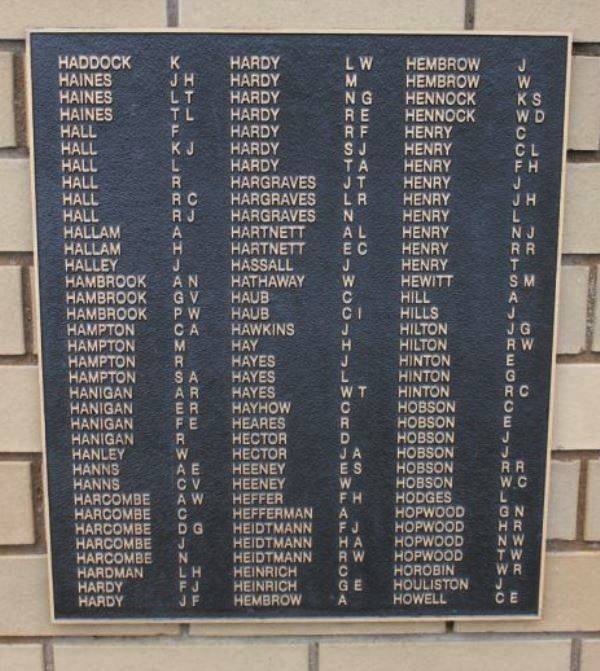 HADDOCK K
HAINES J H
HAINES L T
HAINES T L
HALL F
HALL K J
HALL L
HALL R
HALL R C
HALL R J
HALLAM A
HALLAM H
HALLEY J
HAMBROOK A N
HAMBROOK G V
HAMBROOK P W
HAMPTON C A
HAMPTON M
HAMPTON R
HAMPTON S A
HANIGAN A R
HANIGAN E R
HANIGAN F E
HANIGAN R
HANLEY W
HANNS A E
HANNS C V
HARCOMBE A W
HARCOMBE C
HARCOMBE D G
HARCOMBE J
HARCOMBE N
HARDMAN L H
HARDY F J
HARDY J F
HARDY L W
HARDY M
HARDY N G
HARDY R E
HARDY R F
HARDY S J
HARDY T A
HARGRAVES J T
HARGRAVES L R
HARGRAVES N
HARTNETT A L
HARTNETT E C
HASSALL J
HATHAWAY W
HAUB C
HAUB C I
HAWKINS J
HAY H
HAYES J
HAYES L
HAYES W T
HAYHOW C
HEARES R
HECTOR D
HECTOR J A
HEENEY E S
HEENEY W
HEFFER F H
HEFFERMAN A
HEIDTMANN F J
HEIDTMANN H A
HEIDTMANN R W
HEINRICH C
HEINRICH G E
HEMBROW A
HEMBROW J
HEMBROW W
HENNOCK K S
HENNOCK W D
HENRY C
HENRY C L
HENRY F H
HENRY J
HENRY J H
HENRY L
HENRY N J
HENRY R R
HENRY T
HEWITT S M
HILL A
HILLS J
HILTON J G
HILTON R W
HINTON E
HINTON G
HINTON R C
HOBSON C
HOBSON E
HOBSON J
HOBSON J
HOBSON R R
HOBSON W C
HODGES L
HOPWOOD G N
HOPWOOD H R
HOPWOOD N W
HOPWOOD T W
HOROBIN W R
HOULISTON J
HOWELL C E